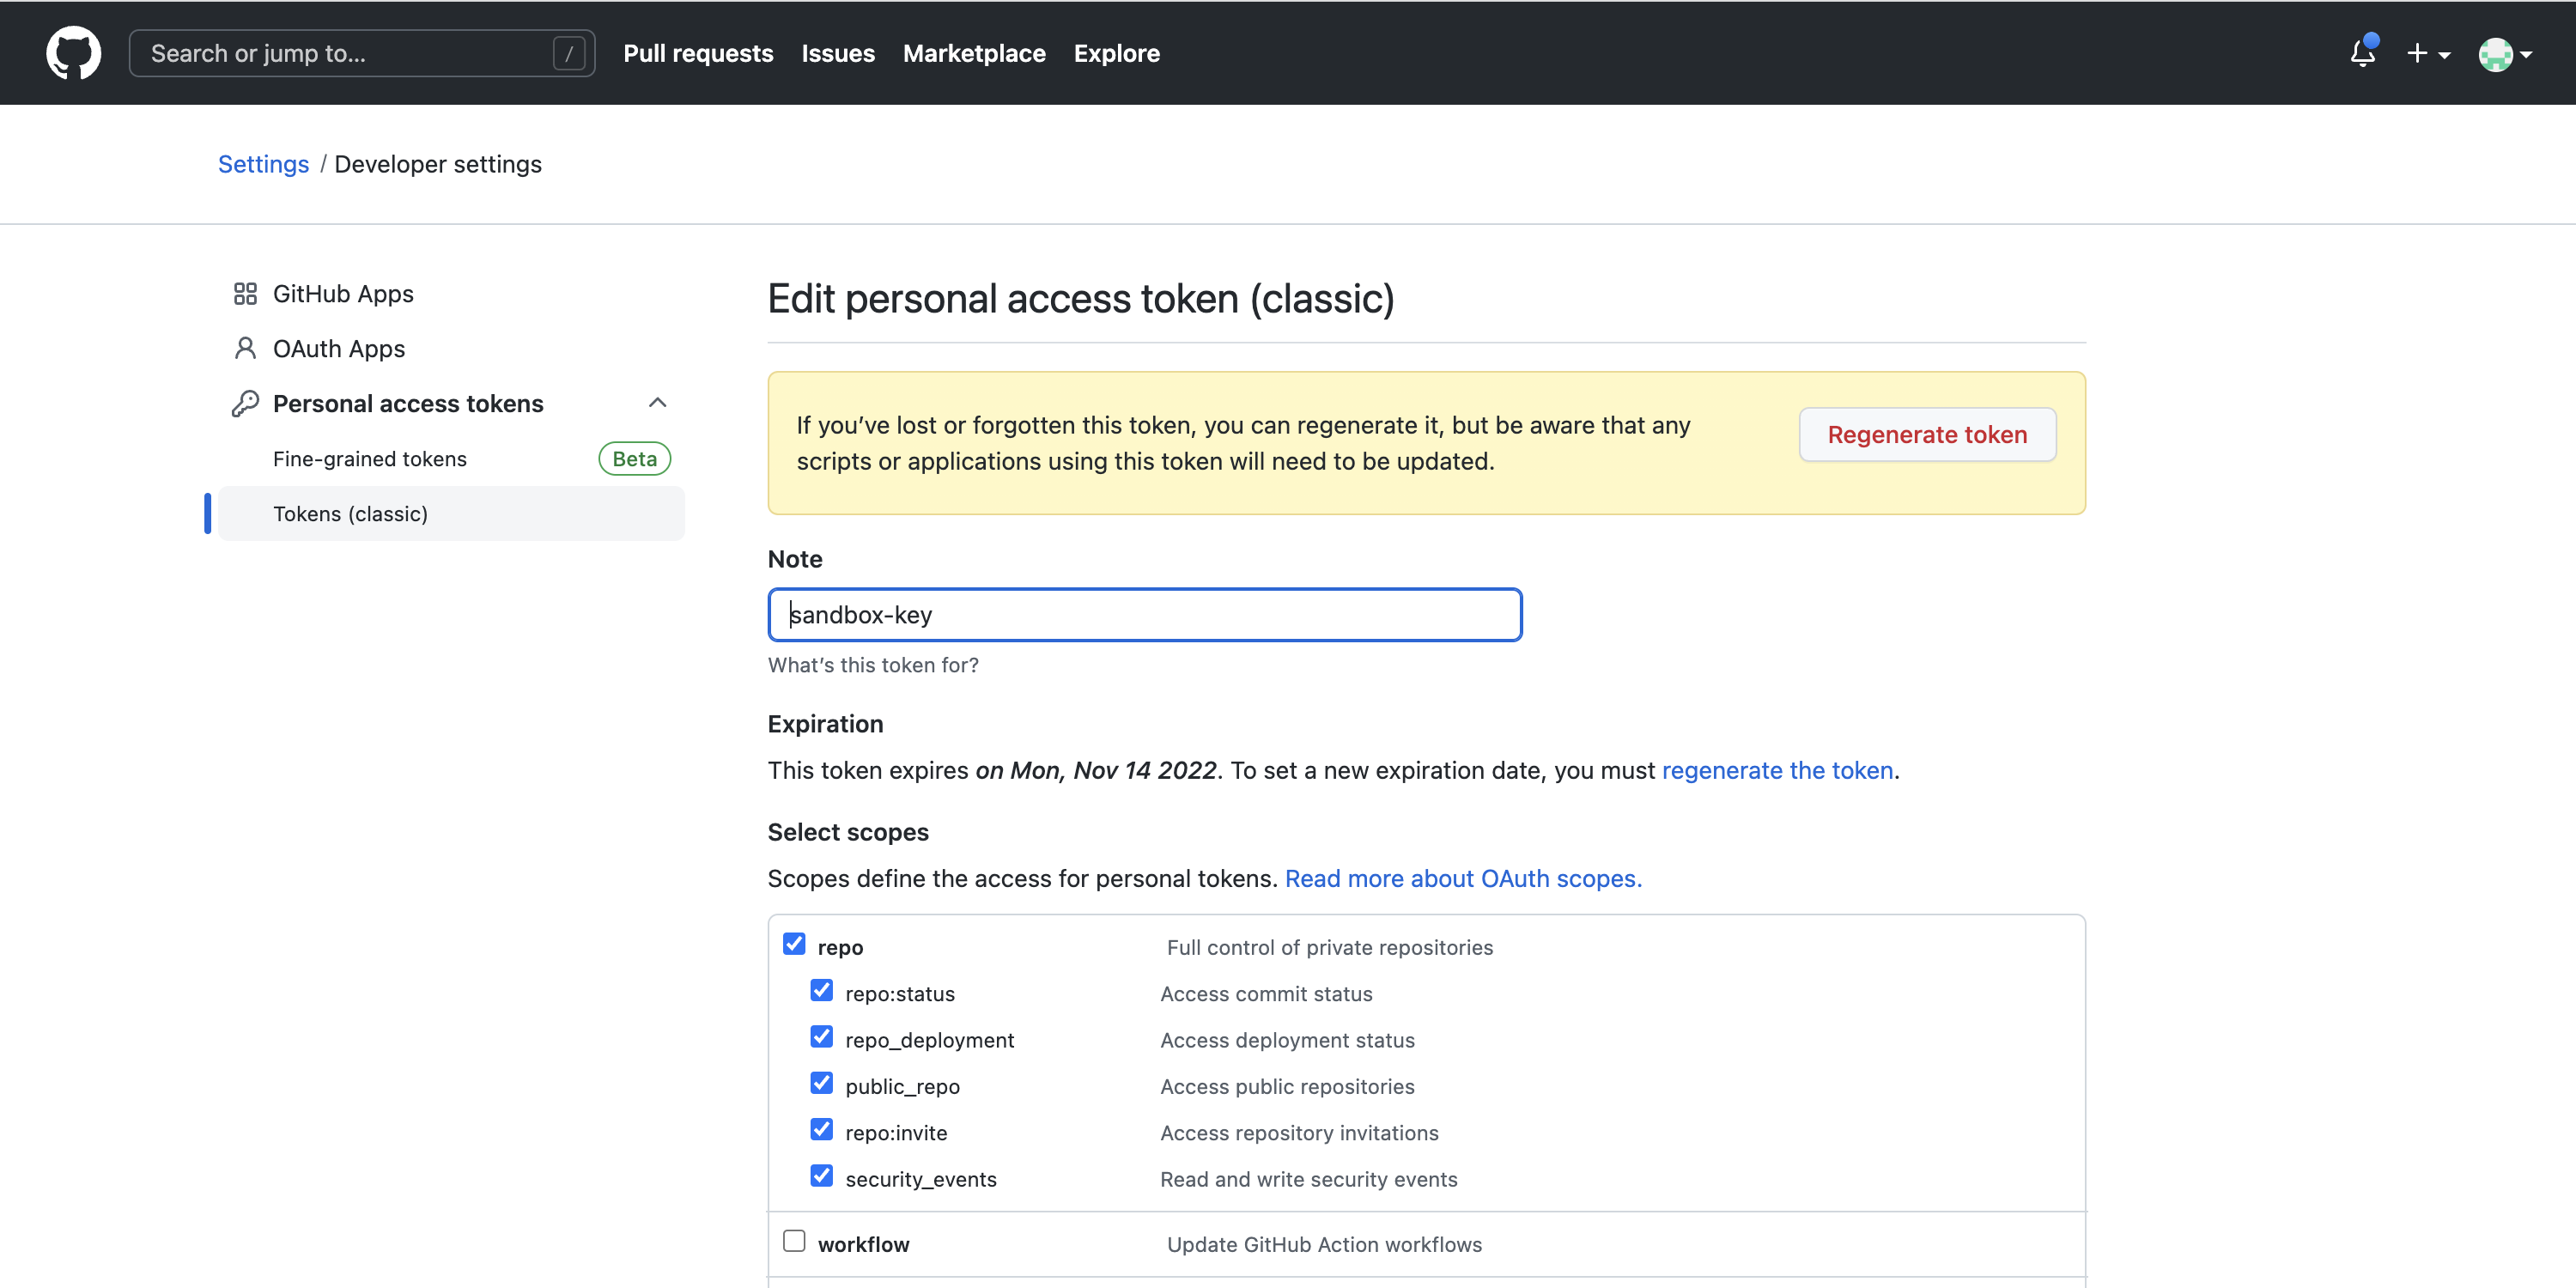 Search or jump to... /
Pull requests
Issues
Marketplace
Explore
Settings / Developer settings
GitHub Apps
OAuth Apps
Personal access tokens
Fine-grained tokens
Beta
Tokens (classic)
Edit personal access token (classic)
If you’ve lost or forgotten this token, you can regenerate it, but be aware that any
scripts or applications using this token will need to be updated.
Regenerate token
Note
sandbox-key
What’s this token for?
Expiration
This token expires on Mon, Nov 14 2022. To set a new expiration date, you must regenerate the token.
Select scopes
Scopes define the access for personal tokens. Read more about OAuth scopes.
repo Full control of private repositories
repo:status Access commit status
repo_deployment Access deployment status
public_repo Access public repositories
repo:invite Access repository invitations
security_events Read and write security events
workflow Update GitHub Action workflows